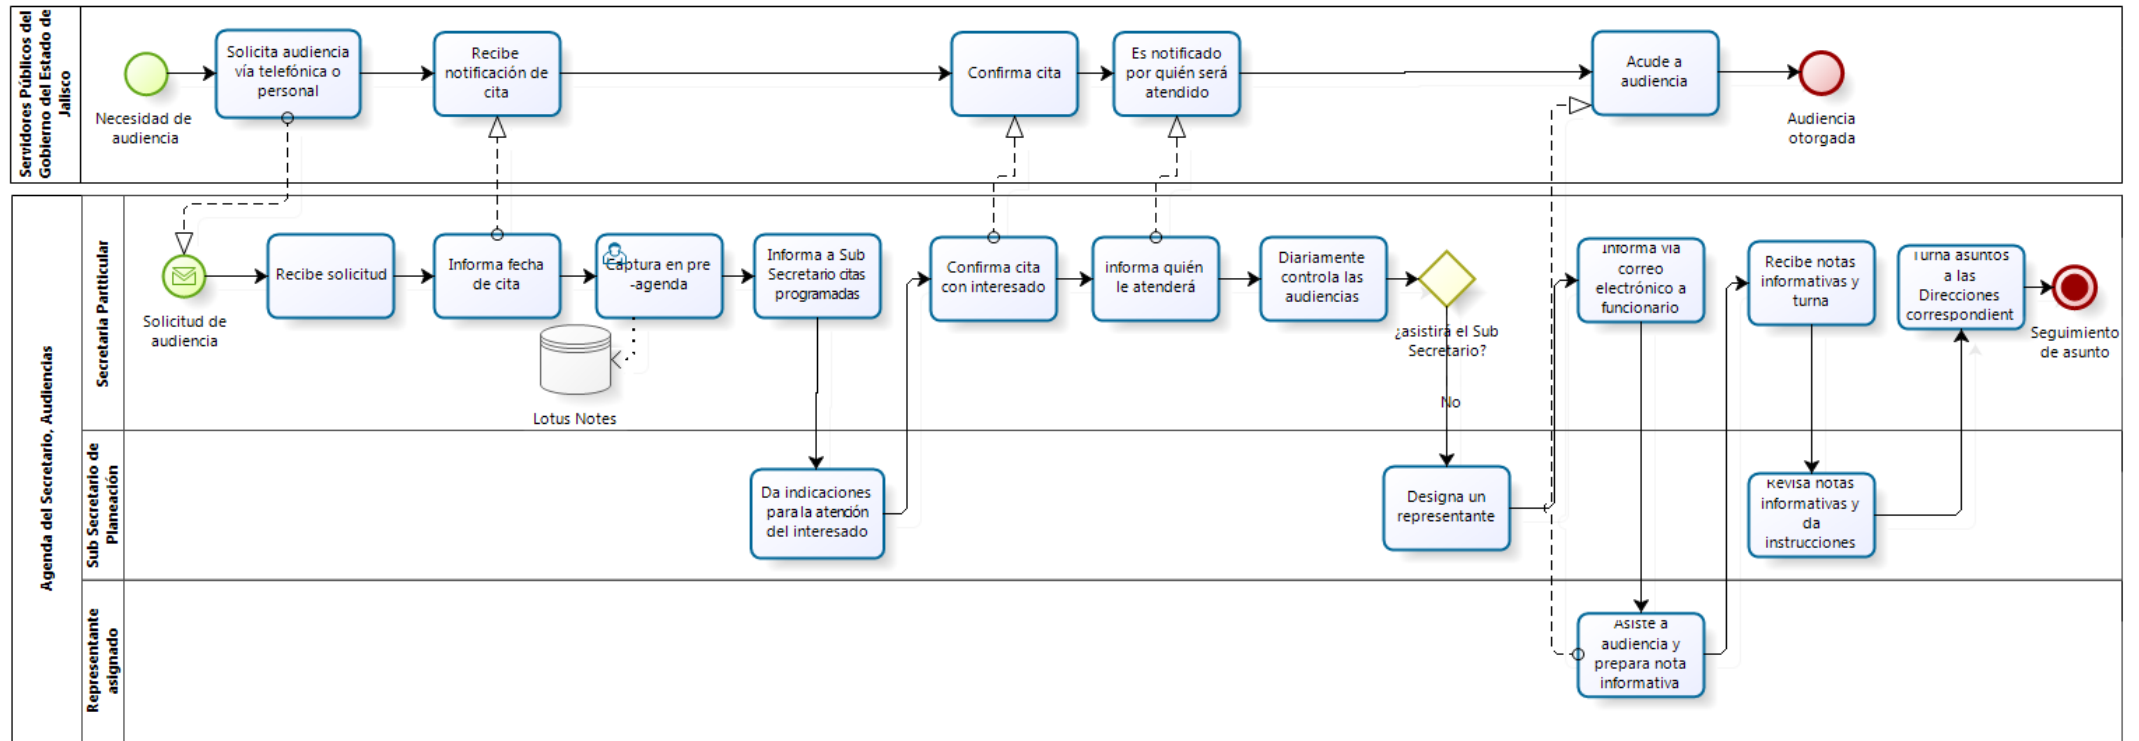 Servidores Públicos del
Gobierno del Estado de
Jalisco
Necesidad de
audiencia
Solicita audiencia
vía telefónica o
personal
Recibe
notificación de
cita
Confirma cita
Es notificado
por quién será
atendido
Acude a
audiencia
Audiencia
otorgada
Agenda del Secretario, Audiencias
Secretaria Particular
Solicitud de
audiencia
Recibe solicitud
Informa fecha
de cita
Captura en pre
-agenda
Lotus Notes
Informa a Sub
Secretario citas
programadas
Confirma cita
con interesado
informa quién
le atenderá
Diariamente
controla las
audiencias
¿asistirá el Sub
Secretario?
No
Informa vía
correo
electrónico a
funcionario
Recibe notas
informativas y
turna
Turna asuntos
a las
Direcciones
correspondient
Seguimiento
de asunto
Sub Secretario de
Planeación
Da indicaciones
para la atención
del interesado
Designa un
representante
Revisa notas
informativas y
da
instrucciones
Representante
asignado
Asiste a
audiencia y
prepara nota
informativa